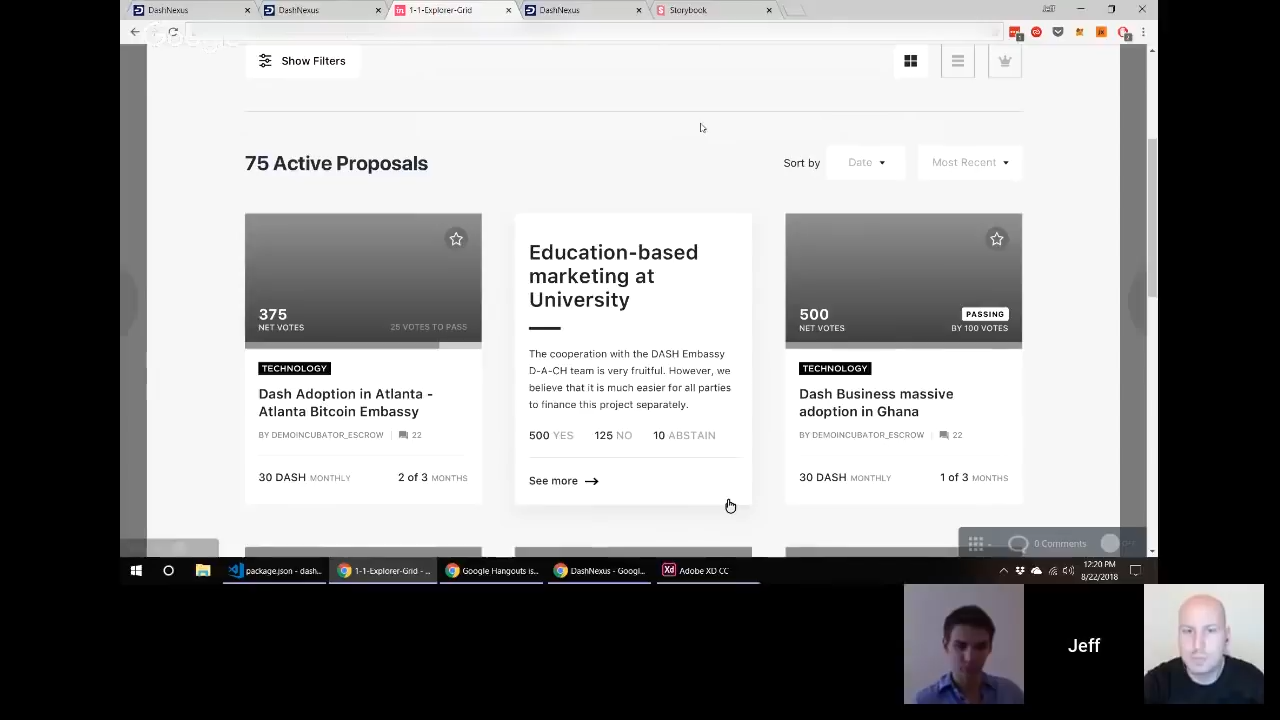 DashNexus
DashNexus
1-1-Explorer-Grid
DashNexus
Storybook
Jeff
Google
Show Filters
75 Active Proposals
Sort by
Date
Most Recent
375
NET VOTES
25 VOTES TO PASS
TECHNOLOGY
Dash Adoption in Atlanta -
Atlanta Bitcoin Embassy
BY DEMOINCUBATOR_ESCROW
22
30 DASH MONTHLY
2 of 3 MONTHS
Education-based
marketing at
University
The cooperation with the DASH Embassy
D-A-CH team is very fruitful. However, we
believe that it is much easier for all parties
to finance this project separately.
500 YES 125 NO 10 ABSTAIN
See more
500
NET VOTES
PASSING
BY 100 VOTES
TECHNOLOGY
Dash Business massive
adoption in Ghana
BY DEMOINCUBATOR_ESCROW
22
30 DASH MONTHLY
1 of 3 MONTHS
0 Comments
package.json - dash...
1-1-Explorer-Grid - ...
Google Hangouts is...
DashNexus - Googl...
Adobe XD CC
12:20 PM
8/22/2018
Jeff